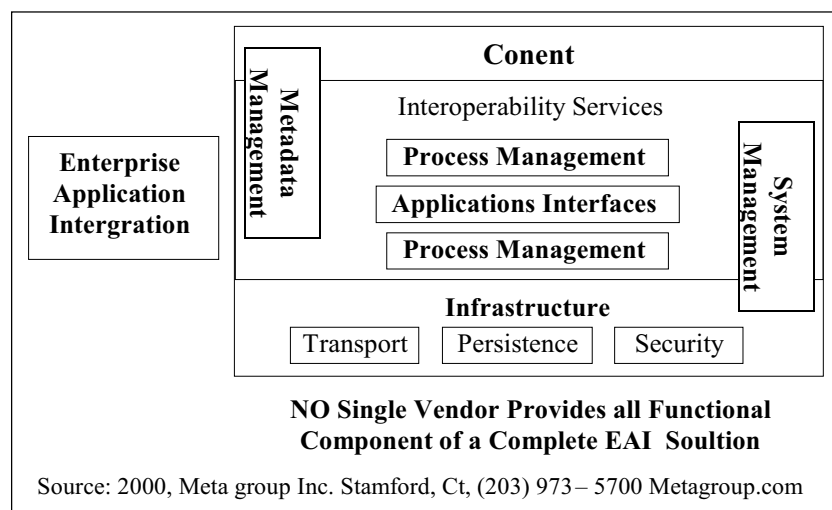 Conent
Metadata
Management
Interoperability Services
Enterprise
Application
Intergration
Process Management
Applications Interfaces
Process Management
System
Management
Infrastructure
Transport
Persistence
Security
NO Single Vendor Provides all Functional
Component of a Complete EAI Soultion
Source: 2000, Meta group Inc. Stamford, Ct, (203) 973 – 5700 Metagroup.com